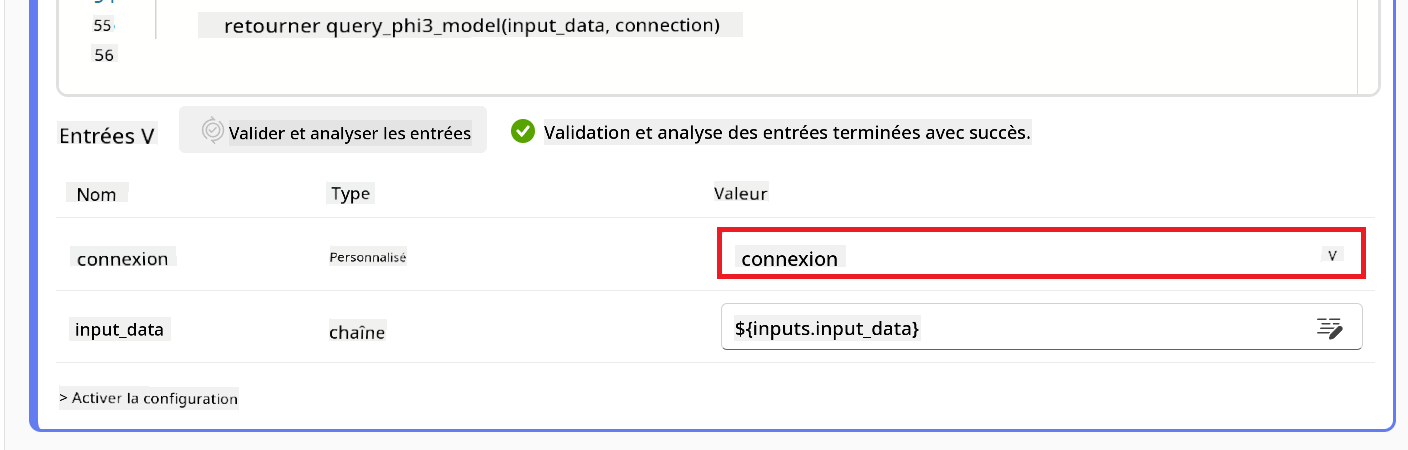 55
retourner query_phi3_model(input_data, connection)
56
Entrées V
Valider et analyser les entrées
Validation et analyse des entrées terminées avec succès.
Nom Type Valeur
connexion Personnalisé connexion V
input_data chaîne ${inputs.input_data}
> Activer la configuration